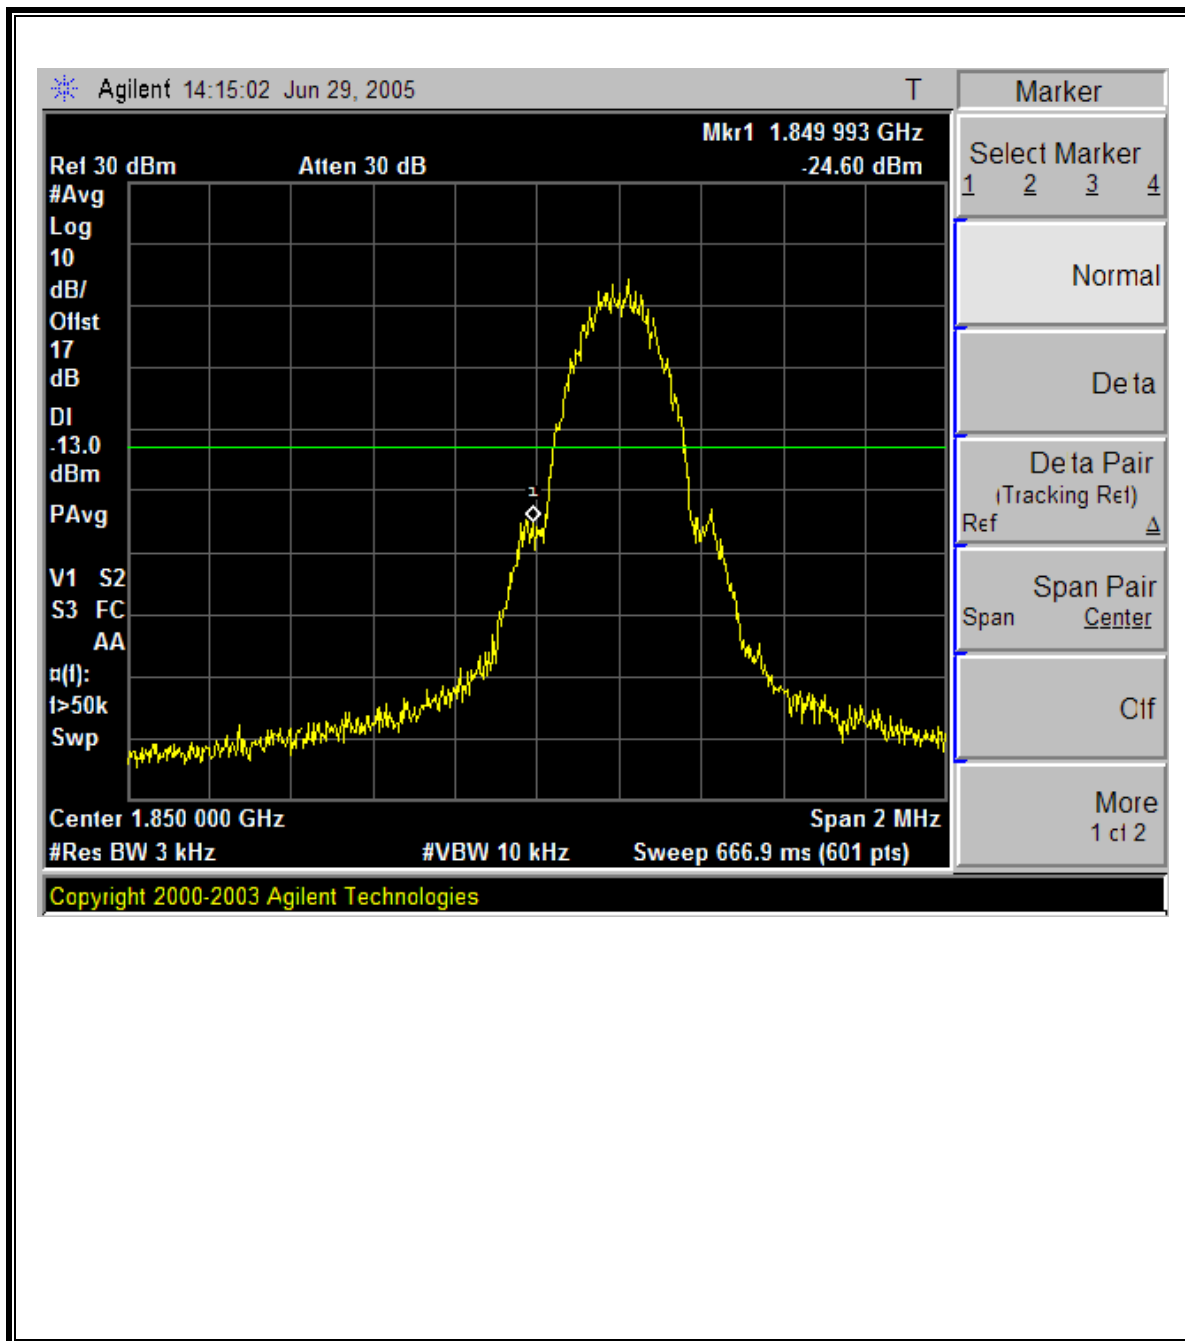 Agilent 14:15:02 Jun 29, 2005 T
Mkr1 1.849 993 GHz
Ref 30 dBm Atten 30 dB -24.60 dBm
#Avg
Log
10
dB/
Offst
17
dB
DI
-13.0
dBm
PAvg
V1 S2
S3 FC
AA
¤(f):
f>50k
Swp
1
Center 1.850 000 GHz Span 2 MHz
#Res BW 3 kHz #VBW 10 kHz Sweep 666.9 ms (601 pts)
Copyright 2000-2003 Agilent Technologies
Marker
Select Marker
1 2 3 4
Normal
Delta
Delta Pair
(Tracking Ref)
Ref Δ
Span Pair
Span Center
Off
More
1 of 2